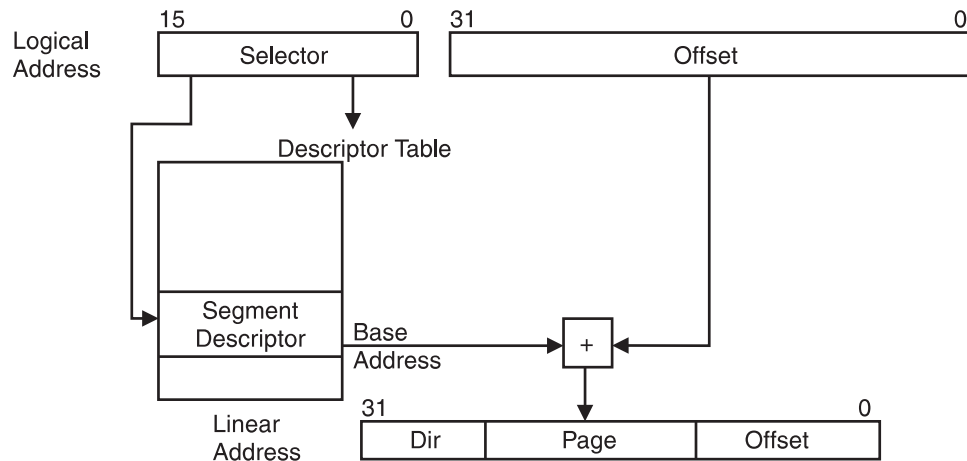 15 0 31 0
Logical
Address
Selector
Offset
Descriptor Table
Segment
Descriptor
Base
Address
+
Linear
Address
31 0
Dir Page Offset